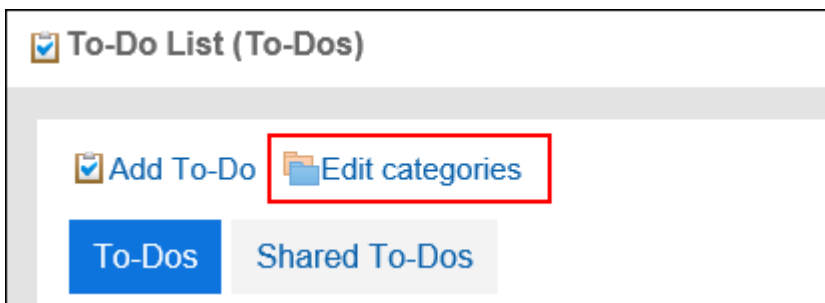 To-Do List (To-Dos)
Add To-Do Edit categories
To-Dos Shared To-Dos